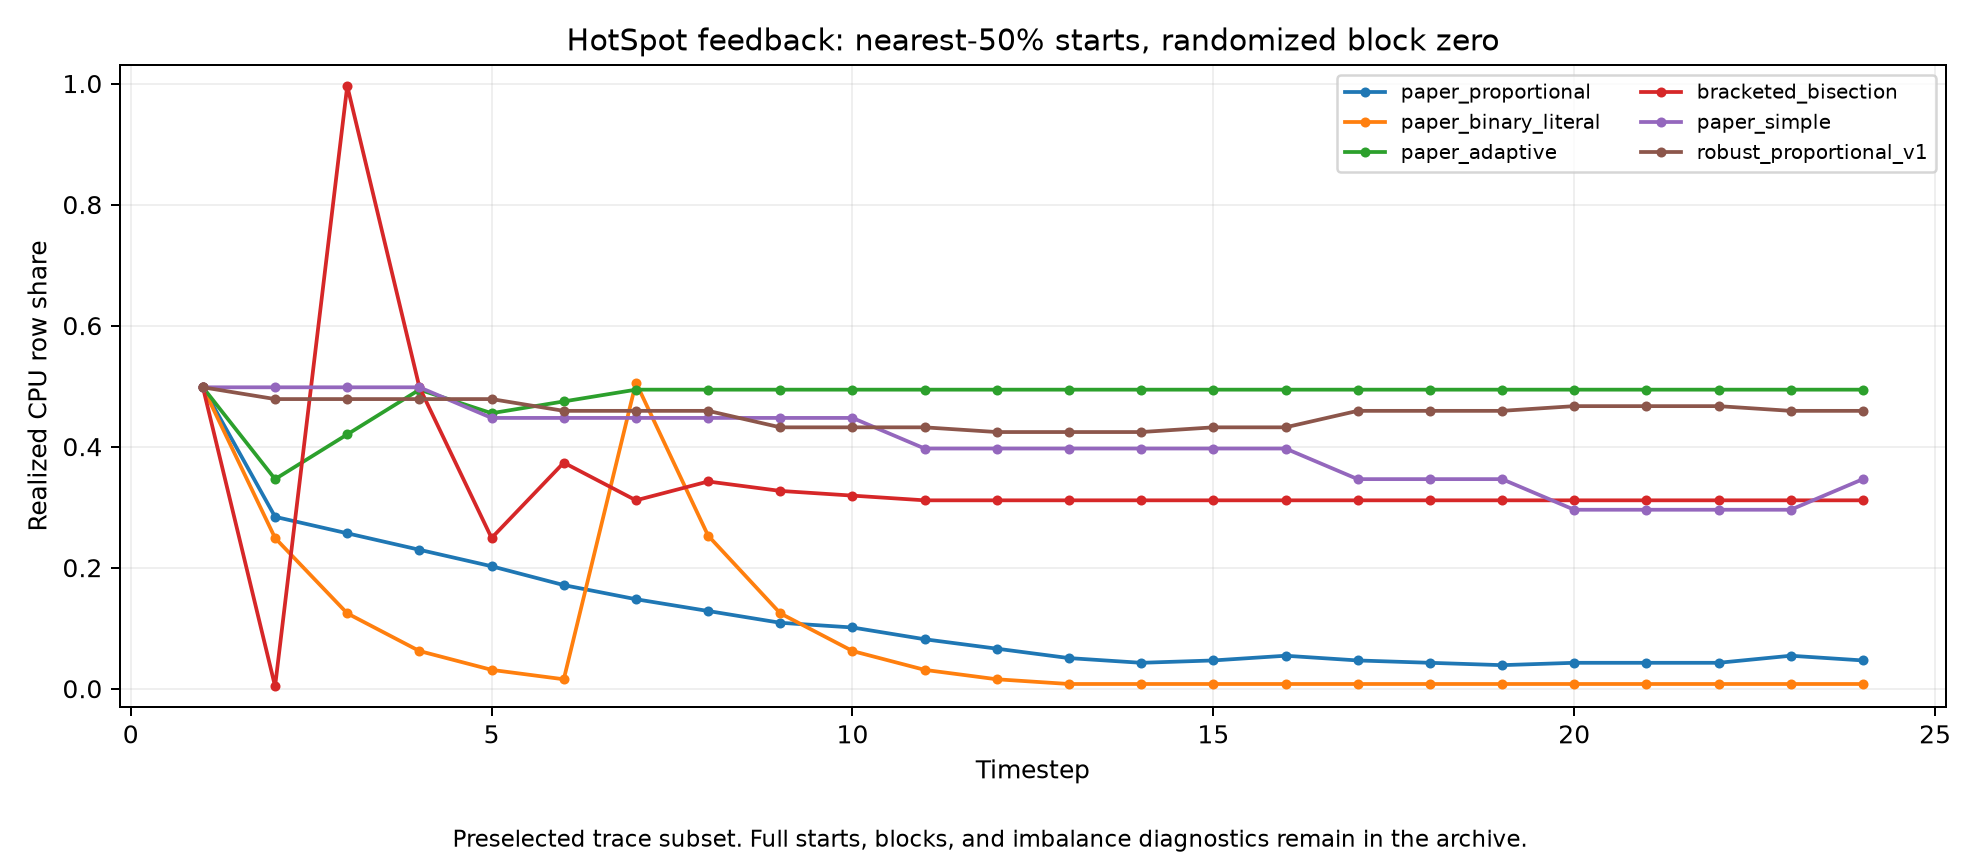 HotSpot feedback: nearest-50% starts, randomized block zero
paper_proportional
paper_binary_literal
paper_adaptive
bracketed_bisection
paper_simple
robust_proportional_v1
Realized CPU row share
1.0
0.8
0.6
0.4
0.2
0.0
0 5 10 15 20 25
Timestep
Preselected trace subset. Full starts, blocks, and imbalance diagnostics remain in the archive.